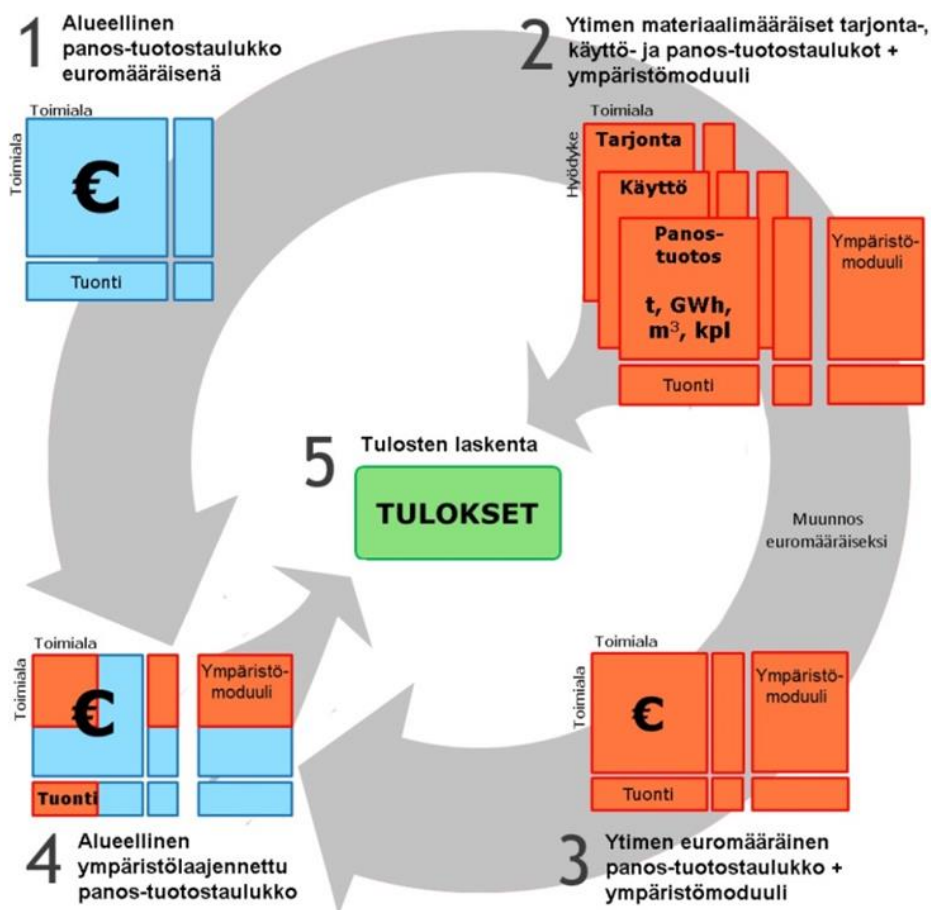 1
Alueellinen
panos-tuotostaulukko
euromääräisenä
Toimiala
Toimiala
€
Tuonti
2
Ytimen materiaalimääräiset tarjonta-,
käyttö- ja panos-tuotostaulukot +
ympäristömoduuli
Toimiala
Hyödyke
Tarjonta
Käyttö
Panos-
tuotos
t, GWh,
m³, kpl
Tuonti
Ympäristö-
moduuli
5
Tulosten laskenta
TULOKSET
Muunnos
euromääräiseksi
Toimiala
Toimiala
€
Tuonti
Ympäristö-
moduuli
4
Alueellinen
ympäristölaajennettu
panos-tuotostaulukko
Toimiala
Toimiala
€
Tuonti
Ympäristö-
moduuli
3
Ytimen euromääräinen
panos-tuotostaulukko +
ympäristömoduuli